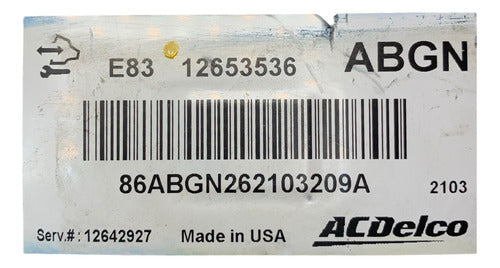 E83 12653536 ABGN
86ABGN262103209A 2103
Serv.#: 12642927 Made in USA ACDelco